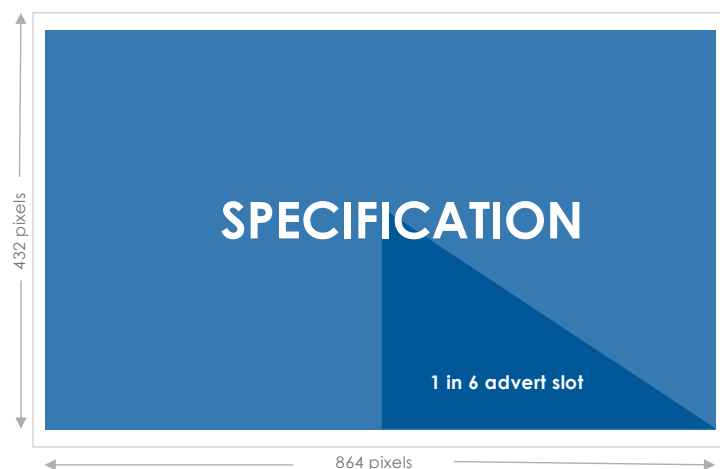 432 pixels
SPECIFICATION
1 in 6 advert slot
864 pixels